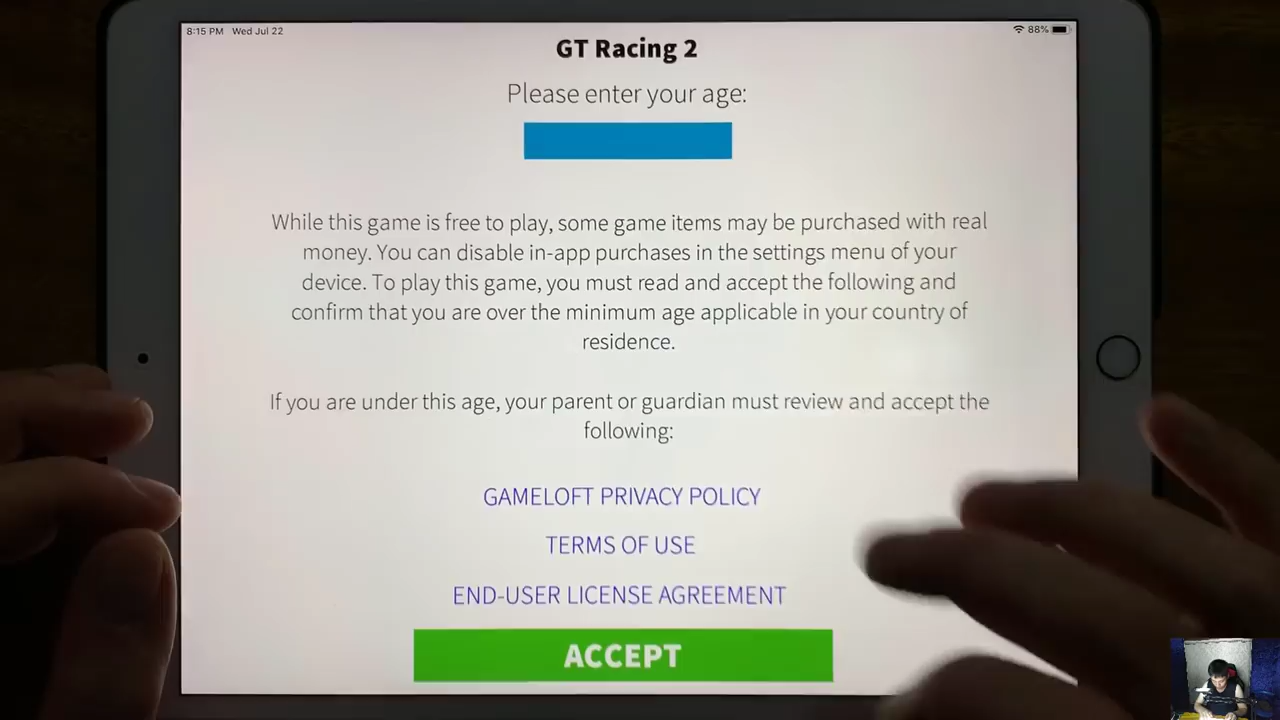 8:15 PM Wed Jul 22
88%
GT Racing 2
Please enter your age:
While this game is free to play, some game items may be purchased with real
money. You can disable in-app purchases in the settings menu of your
device. To play this game, you must read and accept the following and
confirm that you are over the minimum age applicable in your country of
residence.
If you are under this age, your parent or guardian must review and accept the
following:
GAMELOFT PRIVACY POLICY
TERMS OF USE
END-USER LICENSE AGREEMENT
ACCEPT